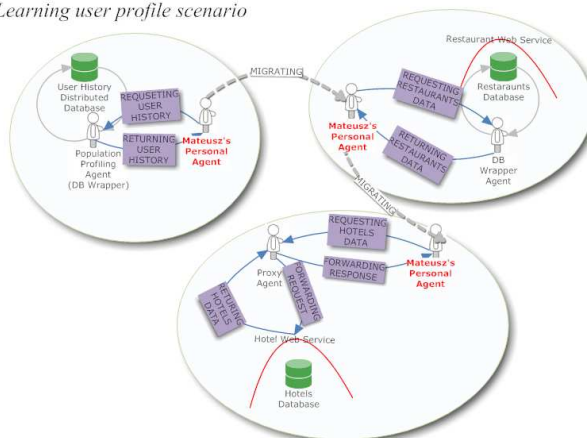 Learning user profile scenario
User History
Distributed
Database
REQUSETING
USER
HISTORY
RETURNING
USER
HISTORY
Population
Profiling
Agent
(DB Wrapper)
Mateusz's
Personal
Agent
MIGRATING
Restaurant Web Service
REQUESTING
RESTAURANTS
DATA
Restaraunts
Database
Mateusz's
Personal
Agent
RETURNING
RESTAURANTS
DATA
DB
Wrapper
Agent
MIGRATING
REQUESTING
HOTELS
DATA
FORWARDING
RESPONSE
Mateusz's
Personal
Agent
Proxy
Agent
FORWARDING
REQUEST
RETURING
HOTELS
DATA
Hotel Web Service
Hotels
Database